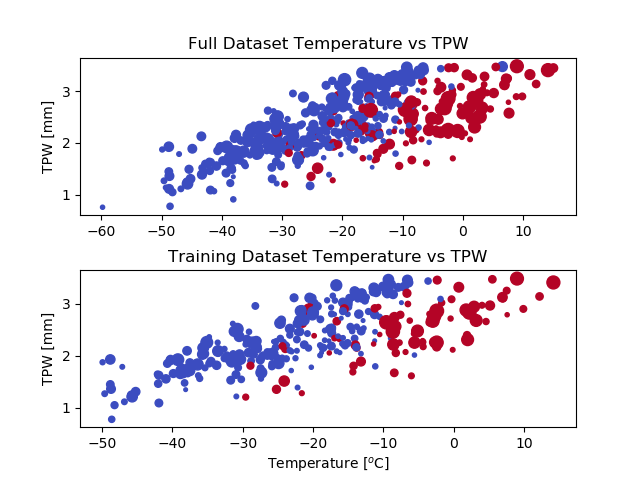 Full Dataset Temperature vs TPW
TPW [mm]
3
2
1
−60 −50 −40 −30 −20 −10 0 10
Training Dataset Temperature vs TPW
TPW [mm]
3
2
1
−50 −40 −30 −20 −10 0 10
Temperature [°C]